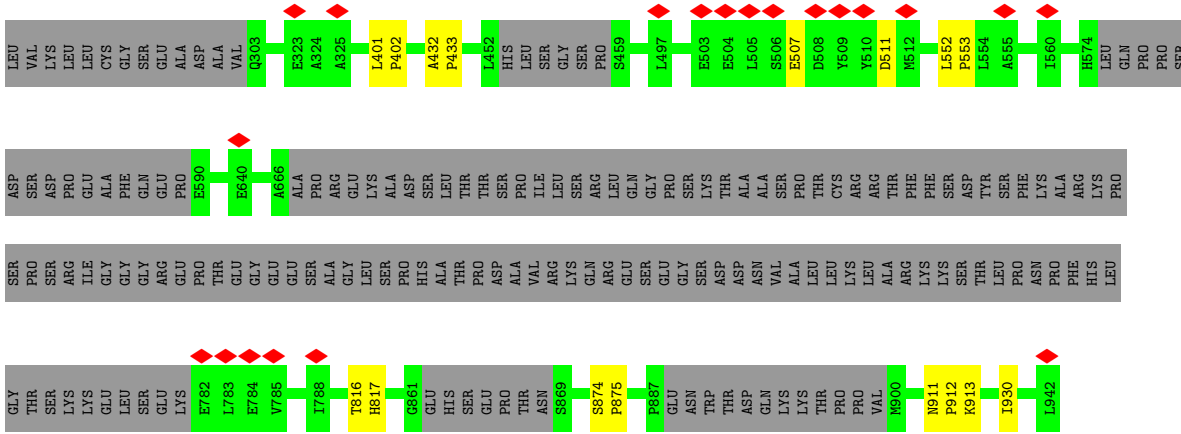 LEU VAL LYS LEU LEU CYS GLY SER GLU ALA ASP ALA VAL Q303 E323 A324 A325 L401 P402 A432 P433 L452 HIS LEU SER GLY SER PRO S459 L497 E503 E504 L505 S506 E507 D508 Y509 Y510 D511 M512 L552 P553 L554 A555 I560 H574 LEU GLN PRO PRO SER
ASP SER ASP PRO GLU ALA PHE GLN GLU PRO E590 E640 A666 ALA PRO ARG GLU LYS ALA ASP SER LEU THR THR SER PRO ILE LEU SER ARG LEU GLN GLY PRO SER LYS THR ALA ALA SER PRO THR CYS ARG ARG THR PHE PHE SER ASP TYR SER PHE LYS ALA ARG LYS PRO
SER PRO SER ARG ILE GLY GLY GLY ARG GLU PRO THR GLU GLY GLU GLU SER ALA GLY LEU SER PRO HIS ALA THR PRO ASP ALA VAL ARG LYS GLN ARG GLU SER GLU GLY SER ASP ASP ASN VAL ALA LEU LEU LYS LEU ALA ARG LYS LYS SER THR LEU PRO ASN PRO PHE HIS LEU
GLY THR SER LYS LYS GLU LEU SER GLU LYS E782 L783 E784 V785 I788 T816 H817 G861 GLU HIS SER GLU PRO THR ASN S869 S874 P875 P887 GLU ASN TRP THR ASP GLN LYS LYS THR PRO PRO VAL M900 N911 P912 K913 I930 L942